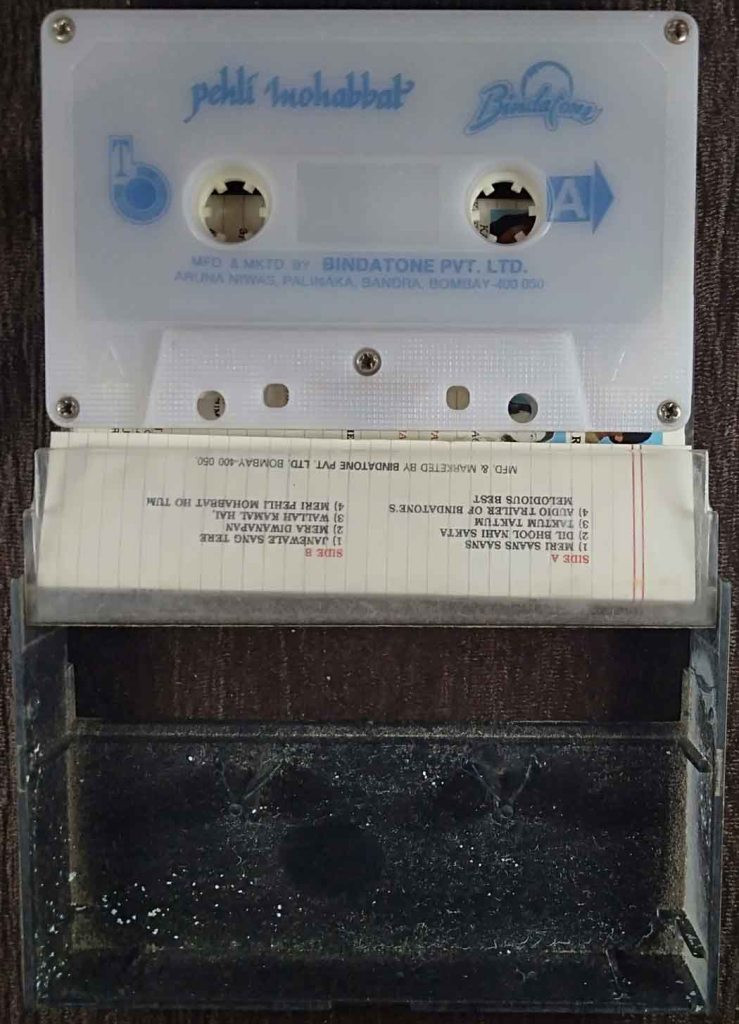 pehli mohabbat
Bindatone
T
A
MFD. & MKTD. BY BINDATONE PVT. LTD.
ARUNA NIWAS, PALINAKA, BANDRA, BOMBAY-400 050
SIDE A
1) MERI SAANS SAANS
2) DIL BHOOL NAHI SAKTA
3) TAKTUM TAKTUM
4) AUDIO TRAILER OF BINDATONE'S
MELODIOUS BEST
SIDE B
1) JANEWALE SANG TERE
2) MERA DIWANAPAN
3) WALLAH KAMAL HAI,
4) MERI PEHLI MOHABBAT HO TUM
MFD. & MARKETED BY BINDATONE PVT. LTD. BOMBAY-400 050.